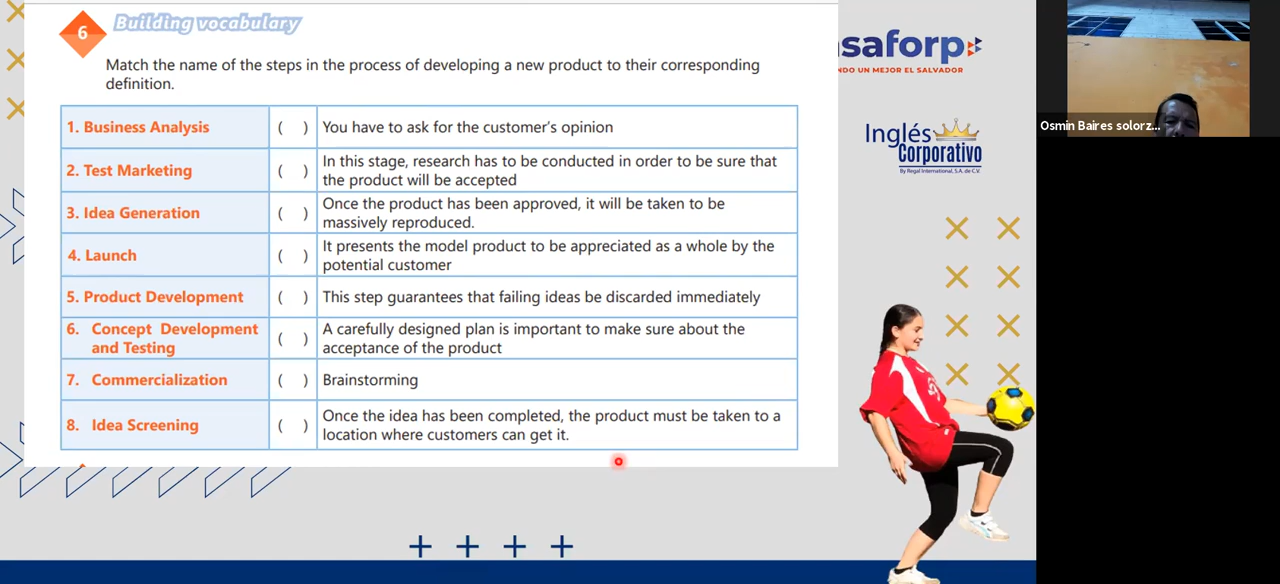 6 Building vocabulary
Match the name of the steps in the process of developing a new product to their corresponding
definition.
1. Business Analysis ( ) You have to ask for the customer's opinion
2. Test Marketing ( ) In this stage, research has to be conducted in order to be sure that
the product will be accepted
3. Idea Generation ( ) Once the product has been approved, it will be taken to be
massively reproduced.
4. Launch ( ) It presents the model product to be appreciated as a whole by the
potential customer
5. Product Development ( ) This step guarantees that failing ideas be discarded immediately
6. Concept Development
and Testing
( ) A carefully designed plan is important to make sure about the
acceptance of the product
7. Commercialization ( ) Brainstorming
8. Idea Screening ( ) Once the idea has been completed, the product must be taken to a
location where customers can get it.
saforp
NDO UN MEJOR EL SALVADOR
Inglés
Corporativo
By Regal International, S.A. de C.V.
Osmin Baires solorz...